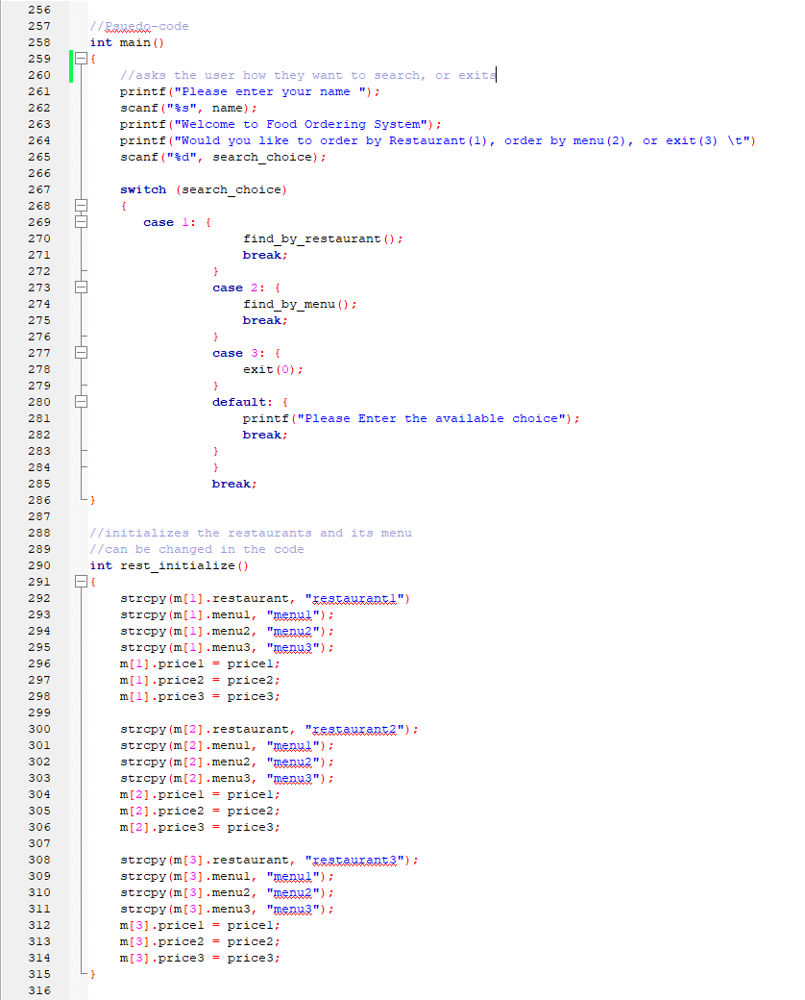 256
257 //Psuedo-code
258 int main()
259 {
260 //asks the user how they want to search, or exits
261 printf("Please enter your name ");
262 scanf("%s", name);
263 printf("Welcome to Food Ordering System");
264 printf("Would you like to order by Restaurant(1), order by menu(2), or exit(3) \t")
265 scanf("%d", search_choice);
266
267 switch (search_choice)
268 {
269 case 1: {
270 find_by_restaurant();
271 break;
272 }
273 case 2: {
274 find_by_menu();
275 break;
276 }
277 case 3: {
278 exit(0);
279 }
280 default: {
281 printf("Please Enter the available choice");
282 break;
283 }
284 }
285 break;
286 }
287
288 //initializes the restaurants and its menu
289 //can be changed in the code
290 int rest_initialize()
291 {
292 strcpy(m[1].restaurant, "restaurant1")
293 strcpy(m[1].menu1, "menu1");
294 strcpy(m[1].menu2, "menu2");
295 strcpy(m[1].menu3, "menu3");
296 m[1].price1 = price1;
297 m[1].price2 = price2;
298 m[1].price3 = price3;
299
300 strcpy(m[2].restaurant, "restaurant2");
301 strcpy(m[2].menu1, "menu1");
302 strcpy(m[2].menu2, "menu2");
303 strcpy(m[2].menu3, "menu3");
304 m[2].price1 = price1;
305 m[2].price2 = price2;
306 m[2].price3 = price3;
307
308 strcpy(m[3].restaurant, "restaurant3");
309 strcpy(m[3].menu1, "menu1");
310 strcpy(m[3].menu2, "menu2");
311 strcpy(m[3].menu3, "menu3");
312 m[3].price1 = price1;
313 m[3].price2 = price2;
314 m[3].price3 = price3;
315 }
316